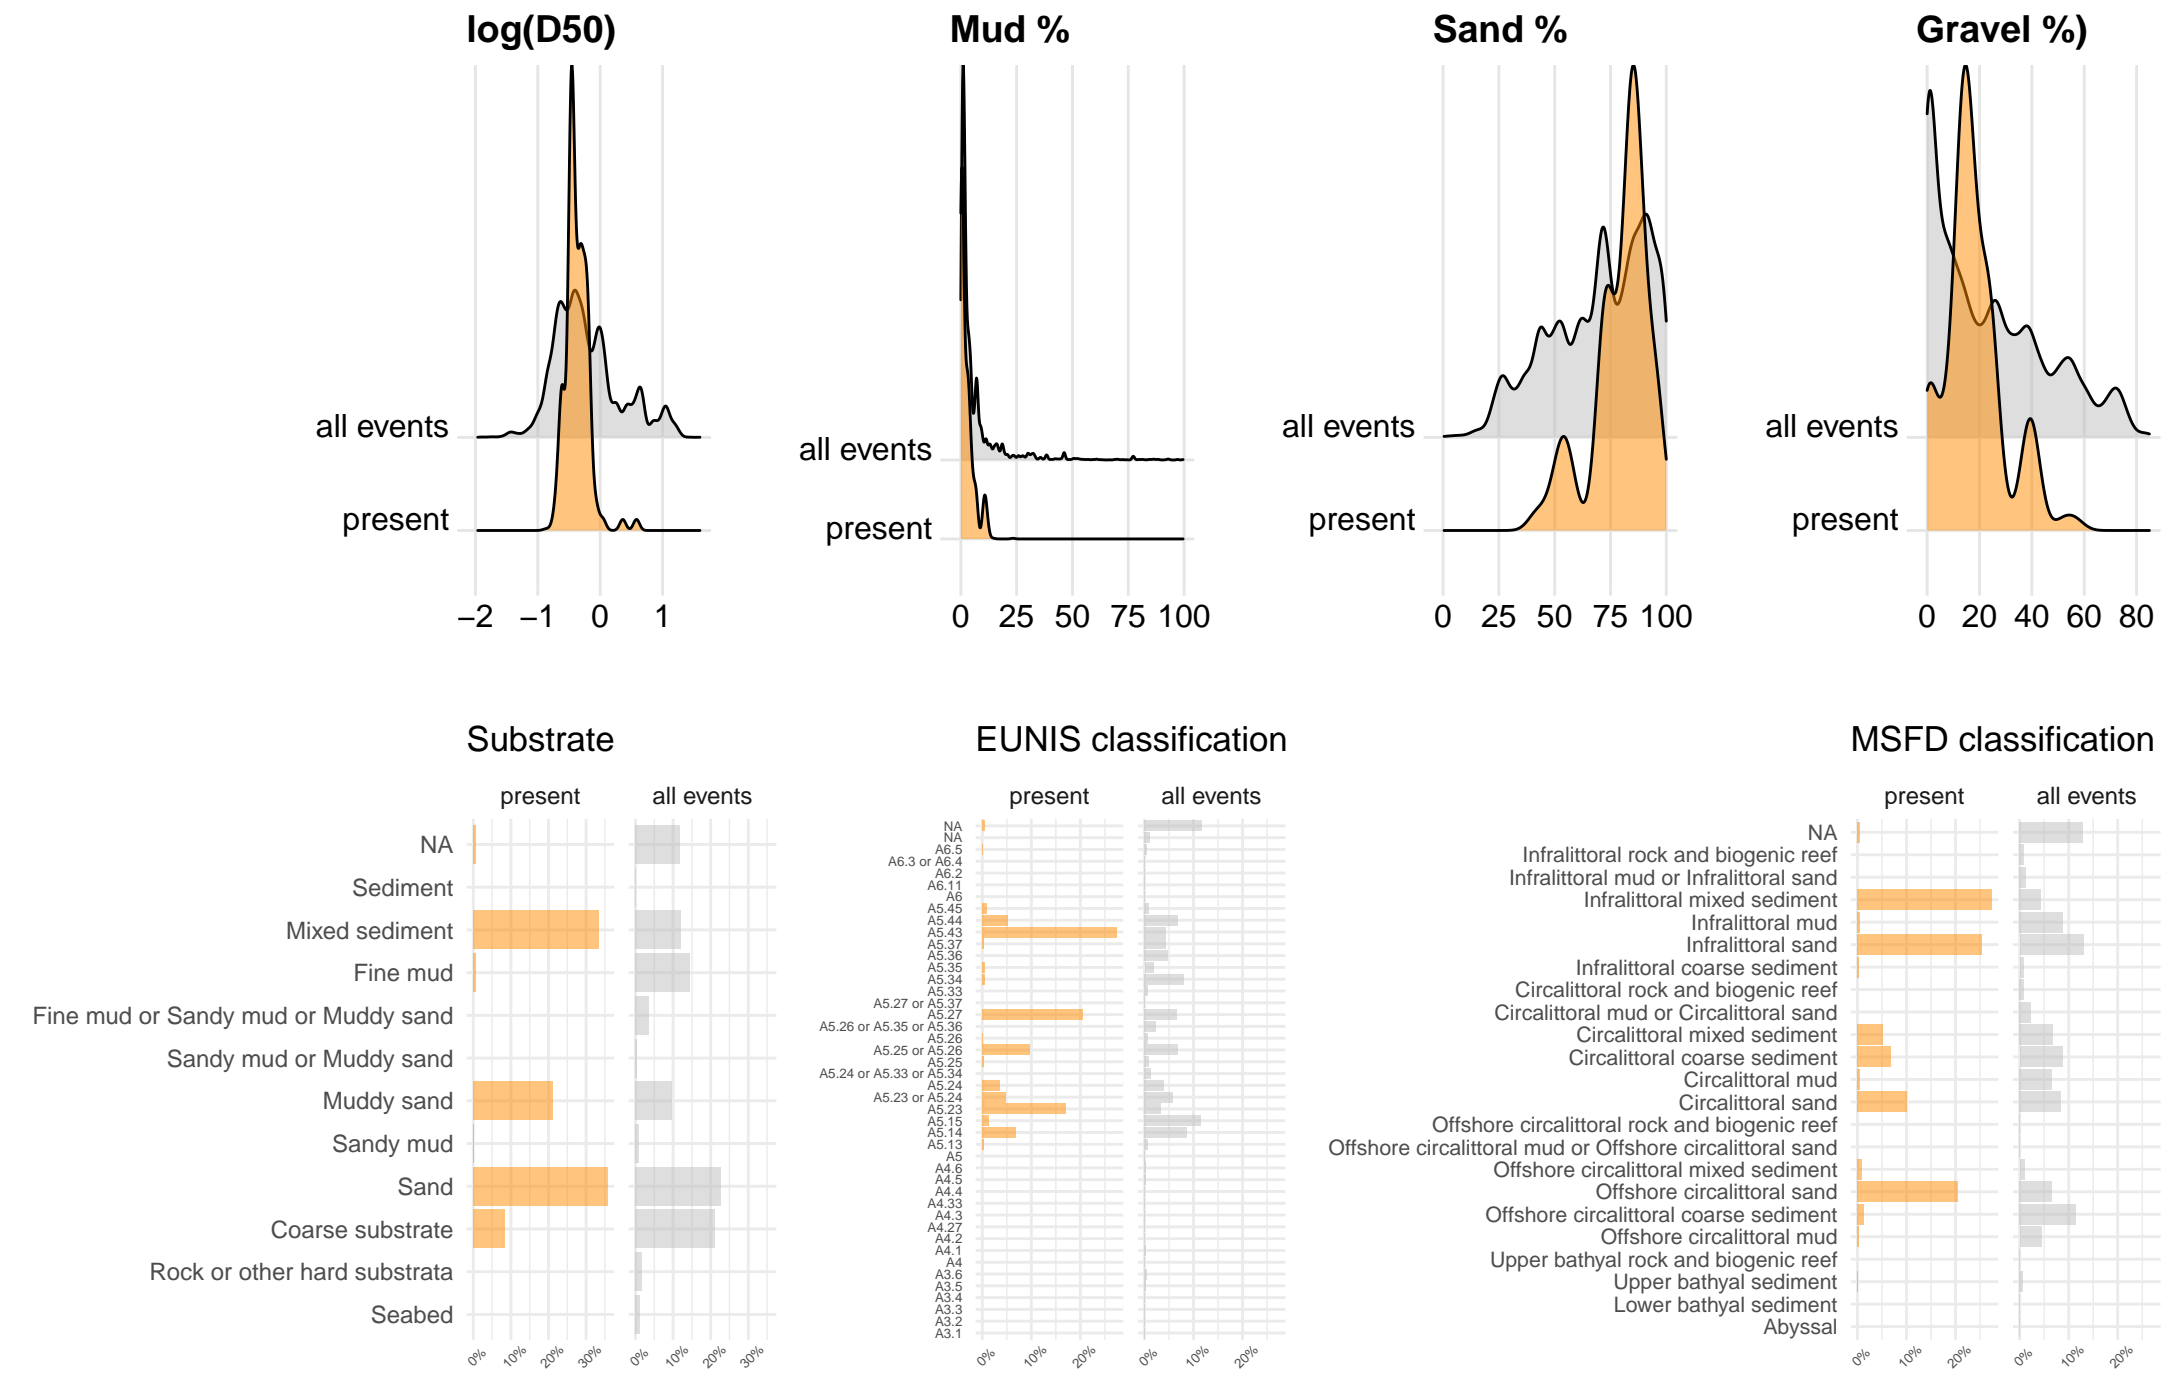 log(D50)
Mud %
Sand %
Gravel %)
all events
present
−2 −1 0 1
all events
present
0 25 50 75 100
all events
present
0 25 50 75 100
all events
present
0 20 40 60 80
Substrate
present all events
NA
Sediment
Mixed sediment
Fine mud
Fine mud or Sandy mud or Muddy sand
Sandy mud or Muddy sand
Muddy sand
Sandy mud
Sand
Coarse substrate
Rock or other hard substrata
Seabed
0% 10% 20% 30% 0% 10% 20% 30%
EUNIS classification
present all events
NA
NA
A6.5
A6.3 or A6.4
A6.2
A6.11
A6
A5.45
A5.44
A5.43
A5.37
A5.36
A5.35
A5.34
A5.33
A5.27 or A5.37
A5.27
A5.26 or A5.35 or A5.36
A5.26
A5.25 or A5.26
A5.25
A5.24 or A5.33 or A5.34
A5.24
A5.23 or A5.24
A5.23
A5.15
A5.14
A5.13
A5
A4.6
A4.5
A4.4
A4.33
A4.3
A4.27
A4.2
A4.1
A4
A3.6
A3.5
A3.4
A3.3
A3.2
A3.1
0% 10% 20% 0% 10% 20%
MSFD classification
present all events
NA
Infralittoral rock and biogenic reef
Infralittoral mud or Infralittoral sand
Infralittoral mixed sediment
Infralittoral mud
Infralittoral sand
Infralittoral coarse sediment
Circalittoral rock and biogenic reef
Circalittoral mud or Circalittoral sand
Circalittoral mixed sediment
Circalittoral coarse sediment
Circalittoral mud
Circalittoral sand
Offshore circalittoral rock and biogenic reef
Offshore circalittoral mud or Offshore circalittoral sand
Offshore circalittoral mixed sediment
Offshore circalittoral sand
Offshore circalittoral coarse sediment
Offshore circalittoral mud
Upper bathyal rock and biogenic reef
Upper bathyal sediment
Lower bathyal sediment
Abyssal
0% 10% 20% 0% 10% 20%